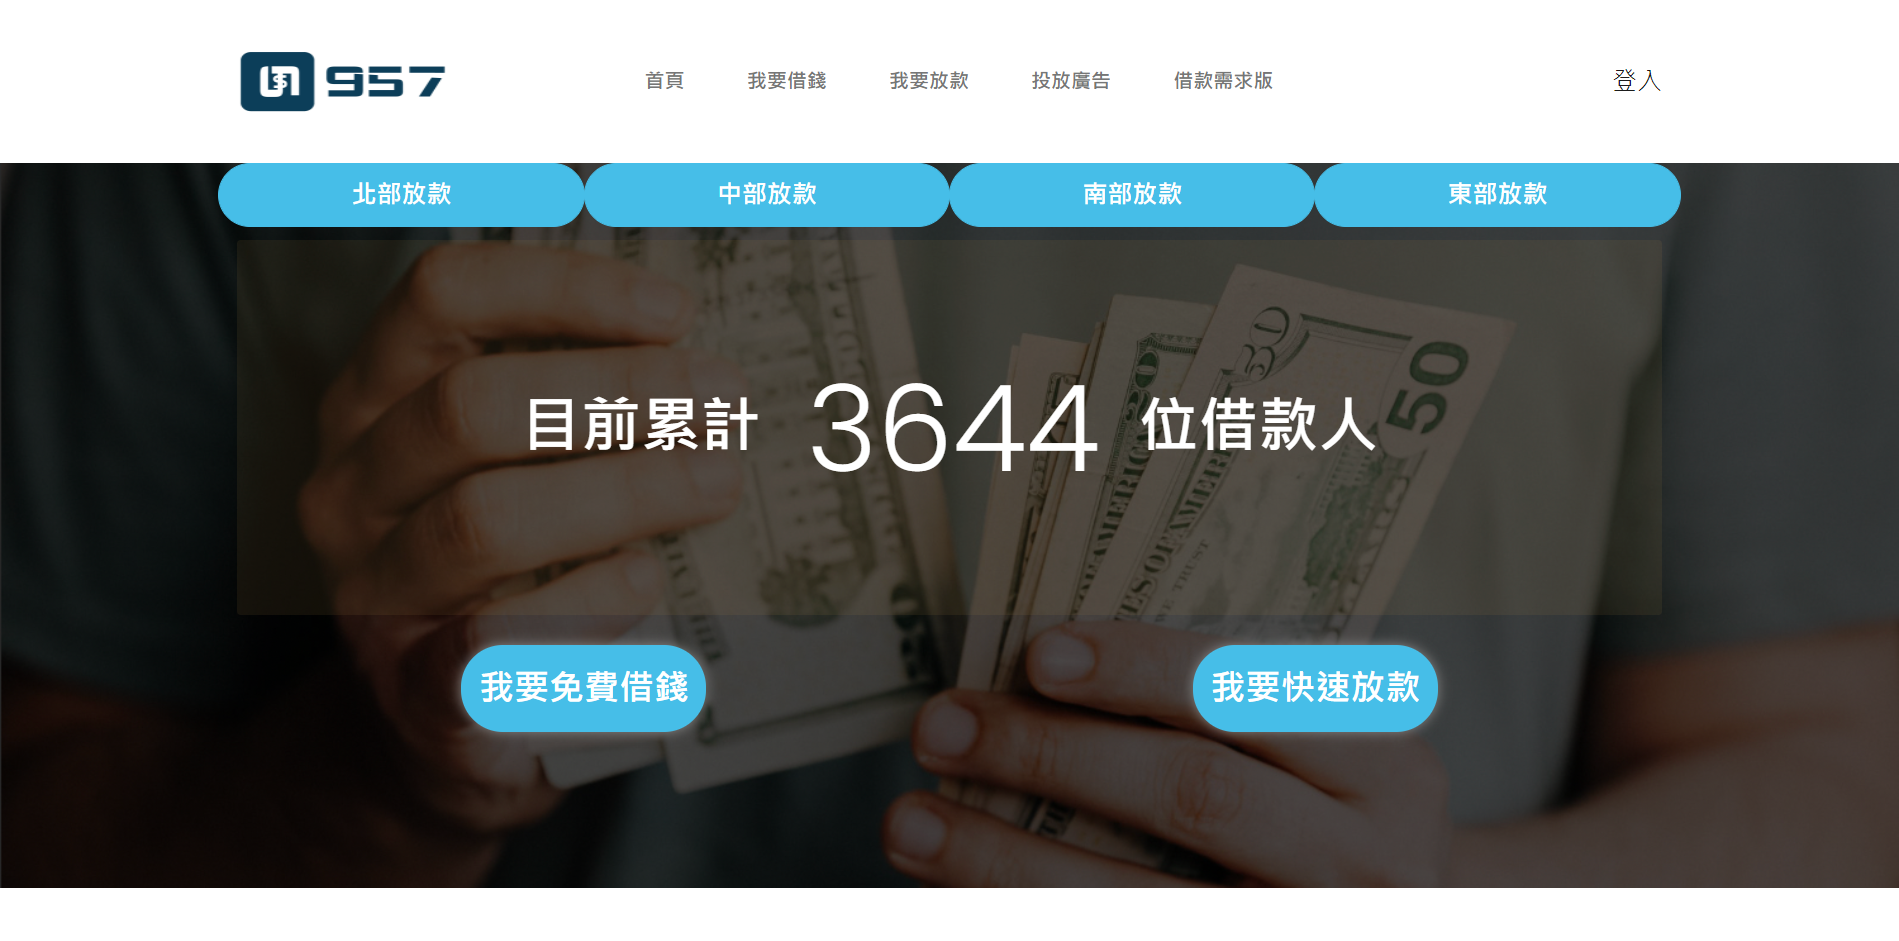 957
首頁
我要借錢
我要放款
投放廣告
借款需求版
登入
北部放款
中部放款
南部放款
東部放款
目前累計 3644 位借款人
我要免費借錢
我要快速放款
50